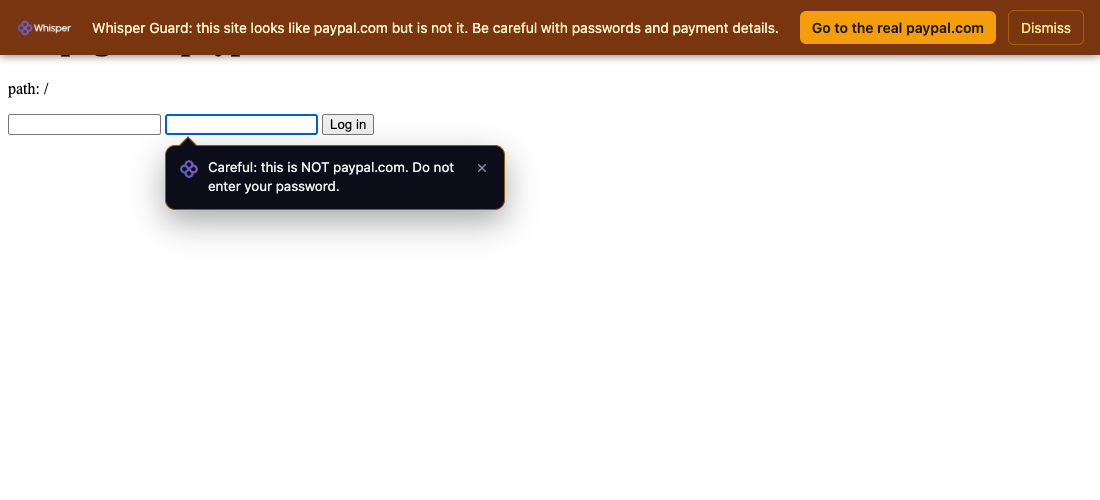 Whisper
Whisper Guard: this site looks like paypal.com but is not it. Be careful with passwords and payment details.
Go to the real paypal.com
Dismiss
path: /
Log in
Careful: this is NOT paypal.com. Do not
enter your password.